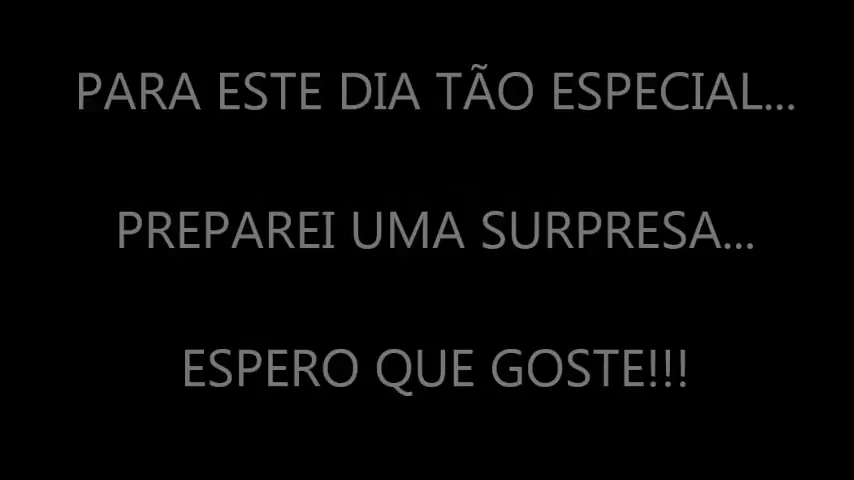 PARA ESTE DIA TÃO ESPECIAL...
PREPAREI UMA SURPRESA...
ESPERO QUE GOSTE!!!